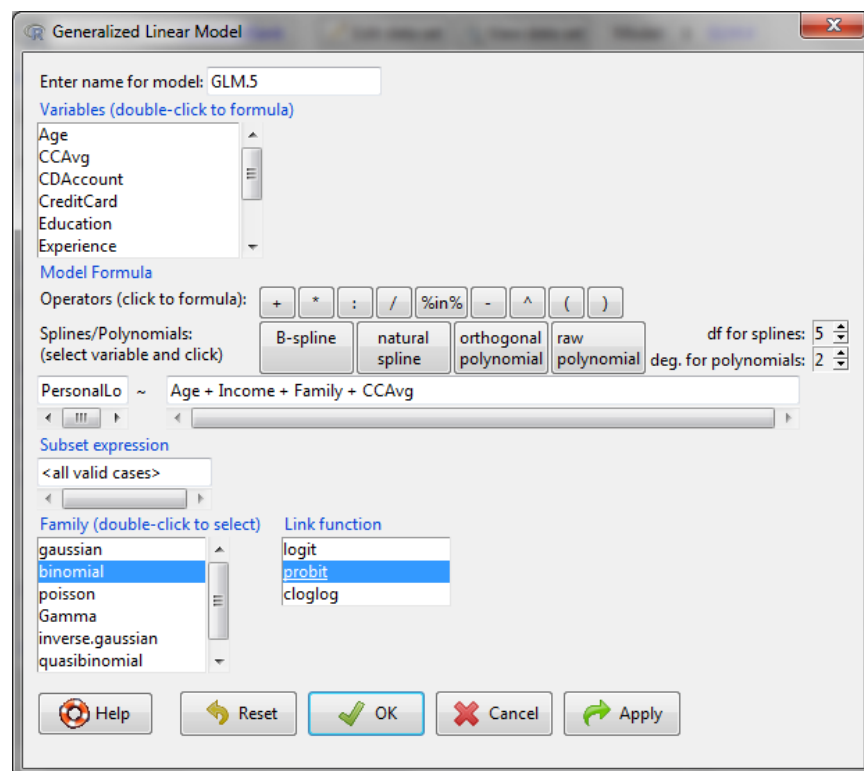 Generalized Linear Model
Enter name for model: GLM.5
Variables (double-click to formula)
Age
CCAvg
CDAccount
CreditCard
Education
Experience
Model Formula
Operators (click to formula): + * : / %in% - ^ ( )
Splines/Polynomials:
(select variable and click)
B-spline
natural
spline
orthogonal
polynomial
raw
polynomial
df for splines: 5
deg. for polynomials: 2
PersonalLo ~ Age + Income + Family + CCAvg
Subset expression
<all valid cases>
Family (double-click to select) Link function
gaussian
binomial
poisson
Gamma
inverse.gaussian
quasibinomial
logit
probit
cloglog
Help Reset OK Cancel Apply